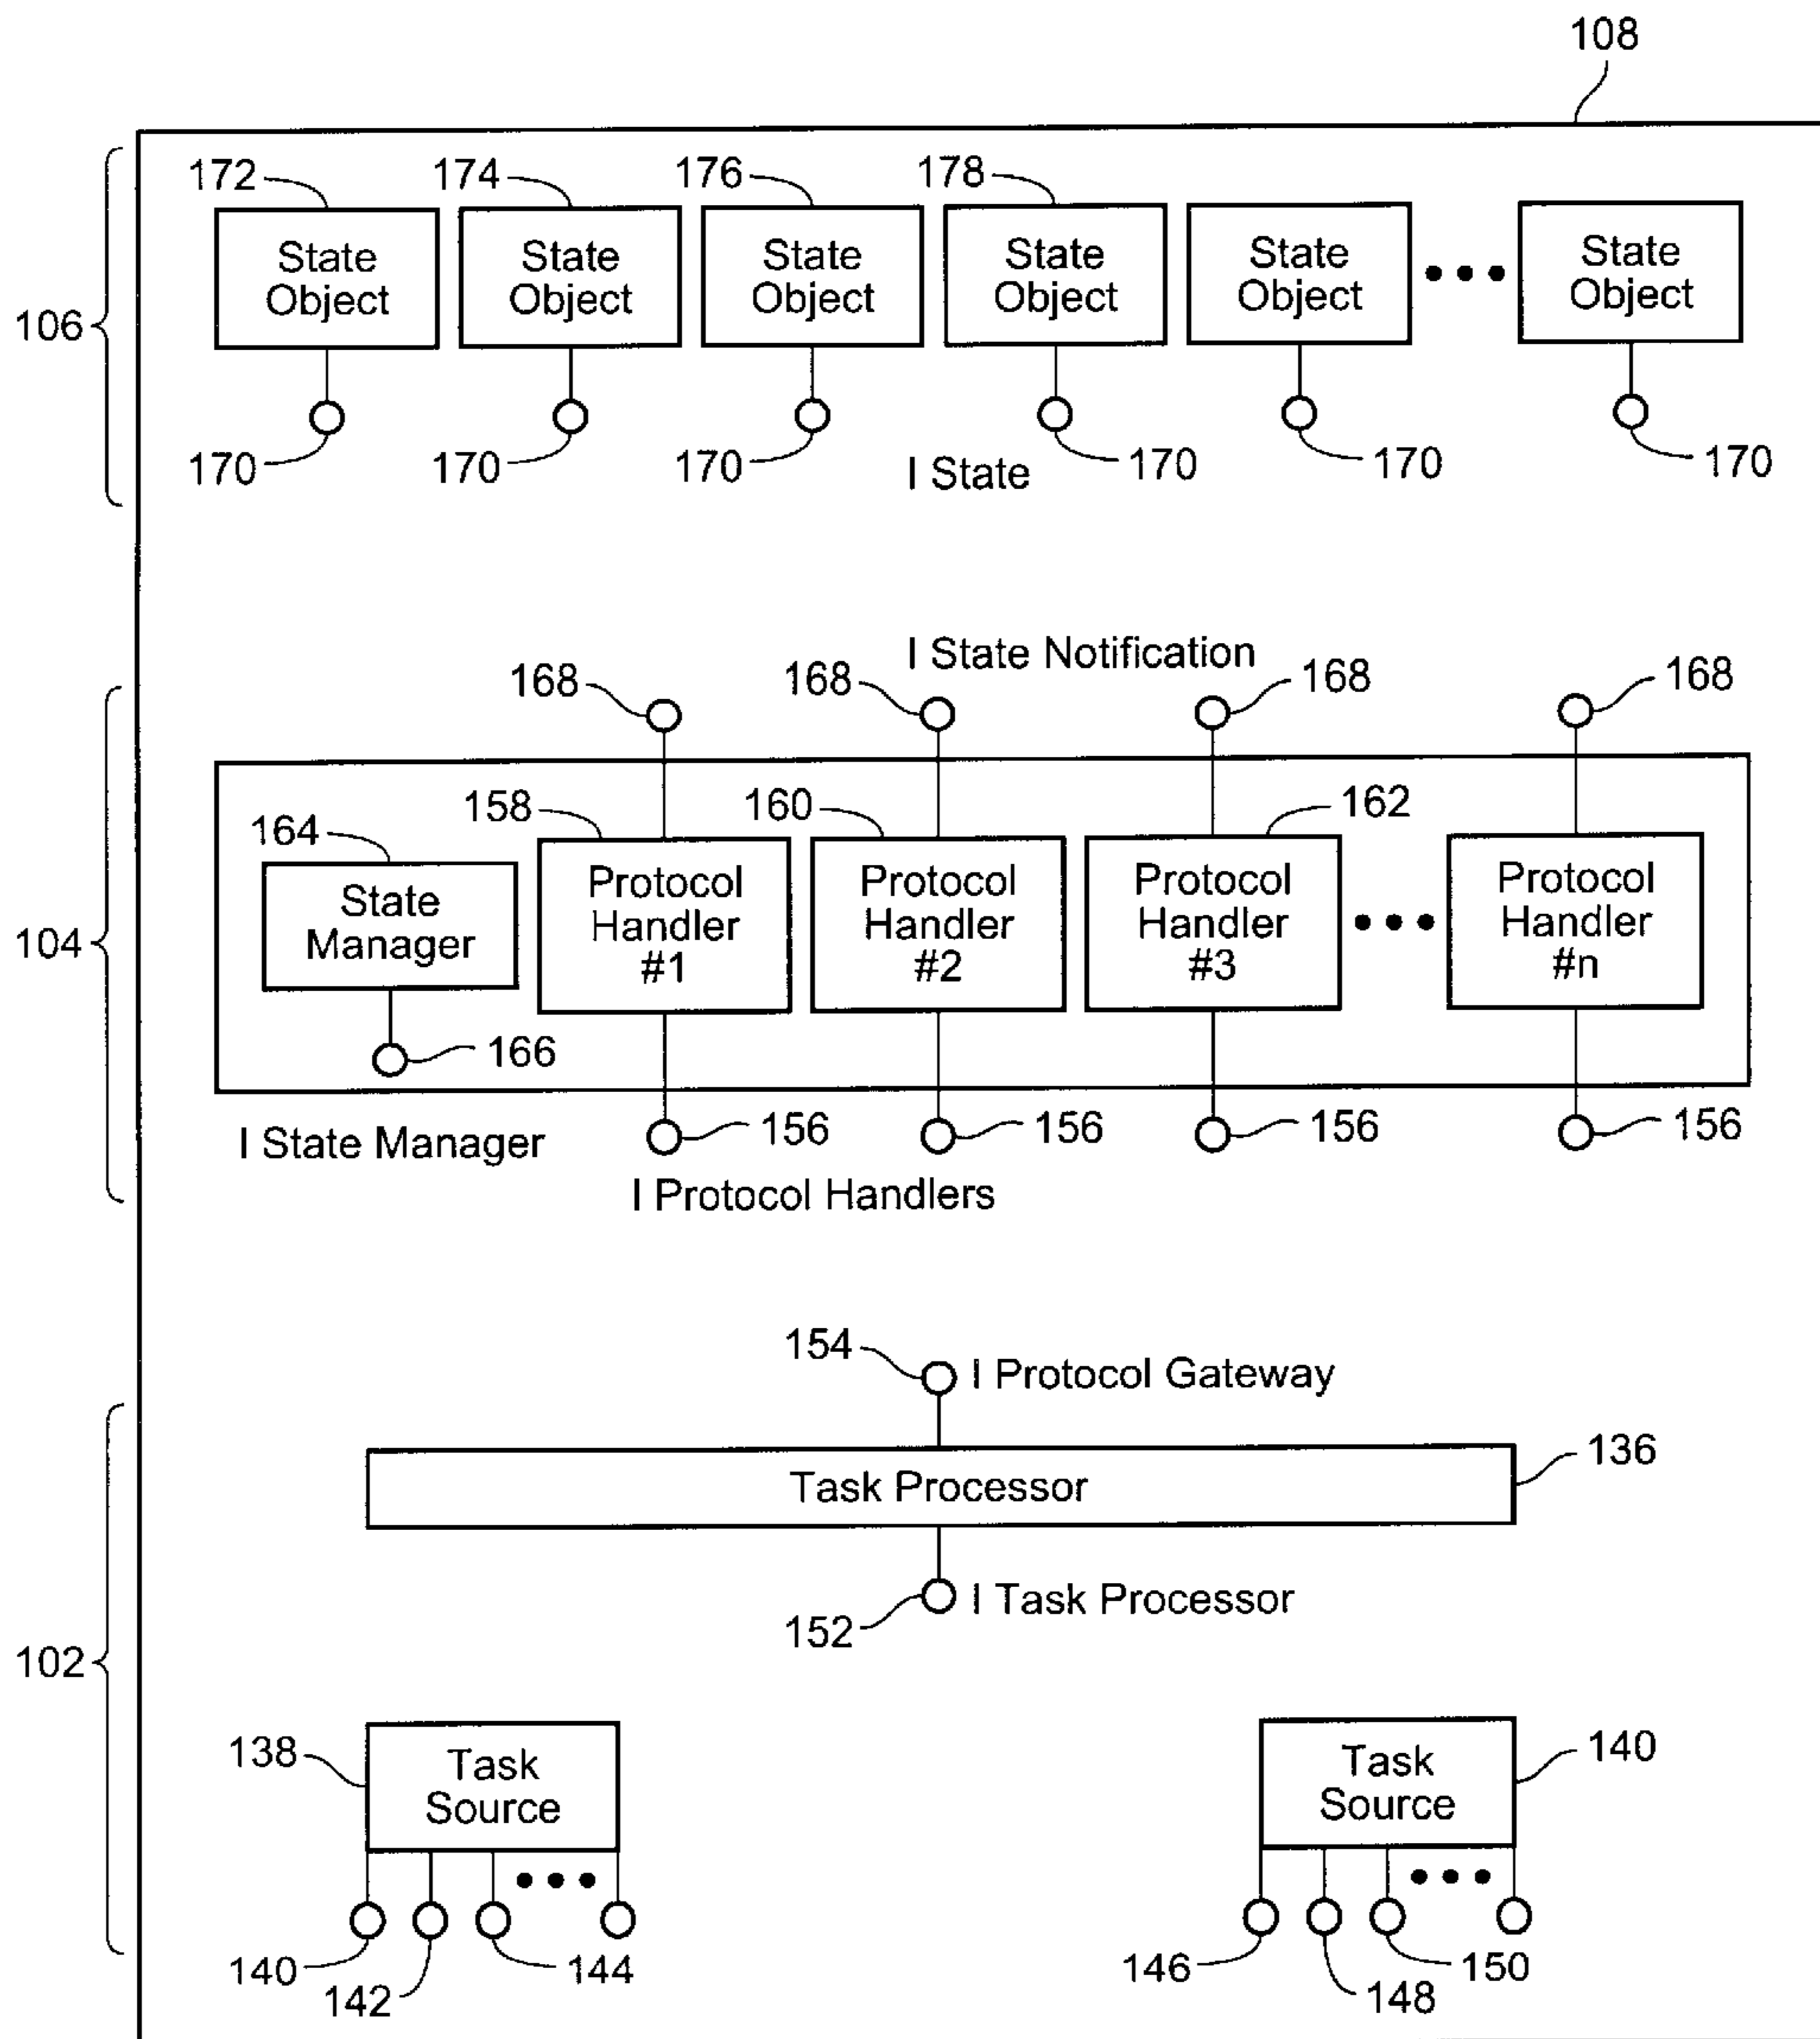 108
172 174 176 178
State Object State Object State Object State Object State Object State Object
106
170 170 170 170 170 170
I State
I State Notification
168 168 168 168
158 160 162
164
State Manager
Protocol Handler #1
Protocol Handler #2
Protocol Handler #3
Protocol Handler #n
104
166
156 156 156 156
I State Manager
I Protocol Handlers
154 I Protocol Gateway
136
Task Processor
152 I Task Processor
102
138 Task Source
Task Source 140
140 142 144
146 148 150